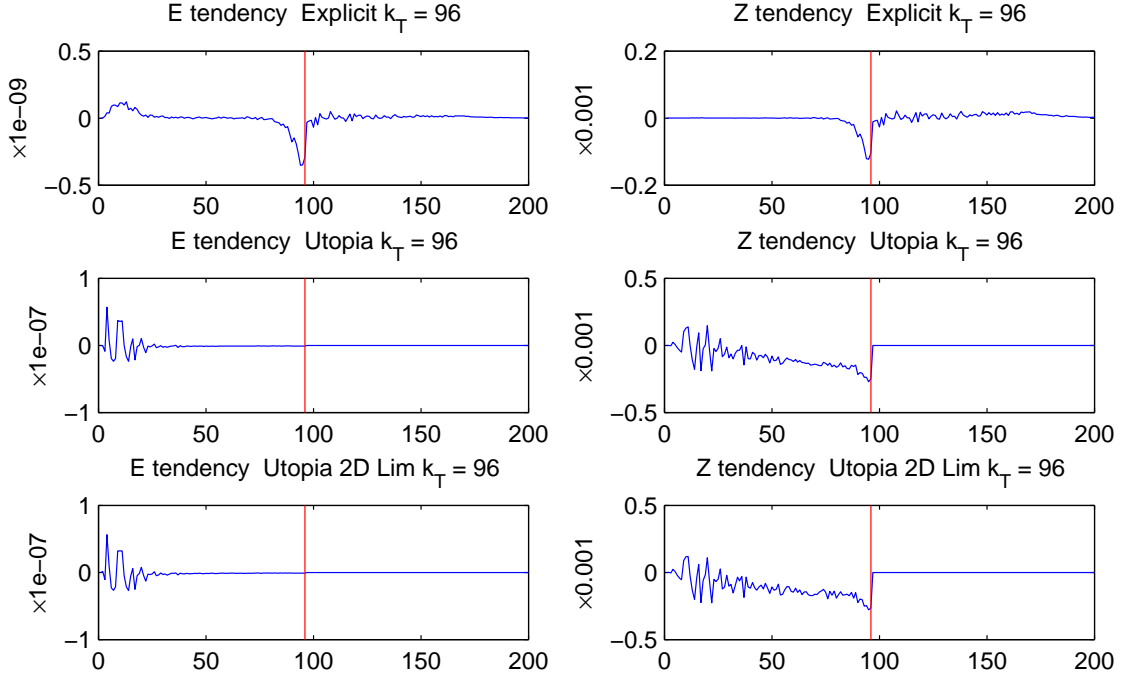 E tendency Explicit k_T = 96
×1e−09
0.5
0
−0.5
0 50 100 150 200
Z tendency Explicit k_T = 96
×0.001
0.2
0
−0.2
0 50 100 150 200
E tendency Utopia k_T = 96
×1e−07
1
0
−1
0 50 100 150 200
Z tendency Utopia k_T = 96
×0.001
0.5
0
−0.5
0 50 100 150 200
E tendency Utopia 2D Lim k_T = 96
×1e−07
1
0
−1
0 50 100 150 200
Z tendency Utopia 2D Lim k_T = 96
×0.001
0.5
0
−0.5
0 50 100 150 200